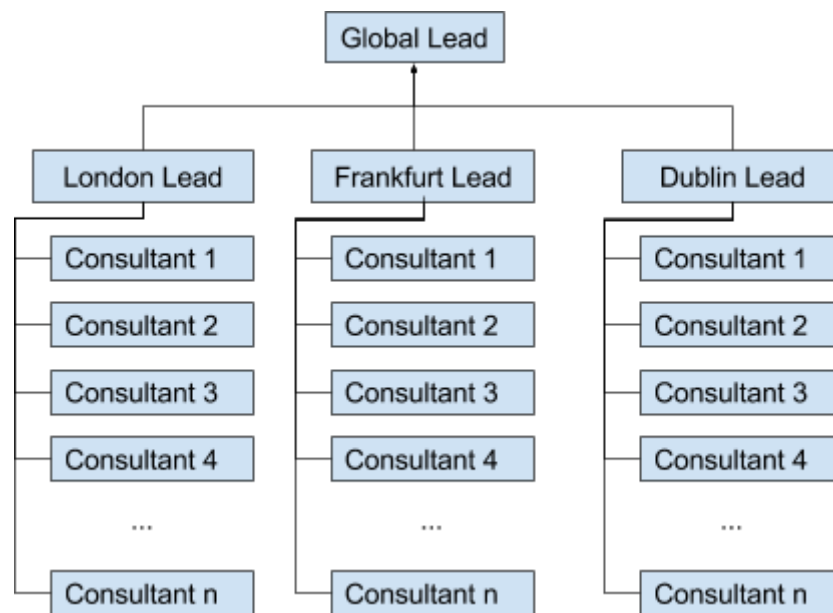 Global Lead
London Lead
Frankfurt Lead
Dublin Lead
Consultant 1
Consultant 2
Consultant 3
Consultant 4
...
Consultant n
Consultant 1
Consultant 2
Consultant 3
Consultant 4
...
Consultant n
Consultant 1
Consultant 2
Consultant 3
Consultant 4
...
Consultant n